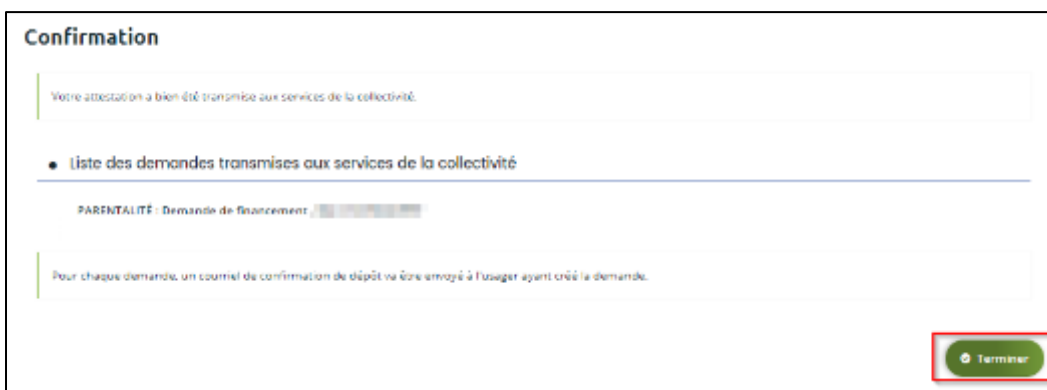 Confirmation
Votre attestation a bien été transmise aux services de la collectivité.
Liste des demandes transmises aux services de la collectivité
PARENTALITÉ : Demande de financement
Pour chaque demande, un courriel de confirmation de dépôt va être envoyé à l'usager ayant créé la demande.
Terminer